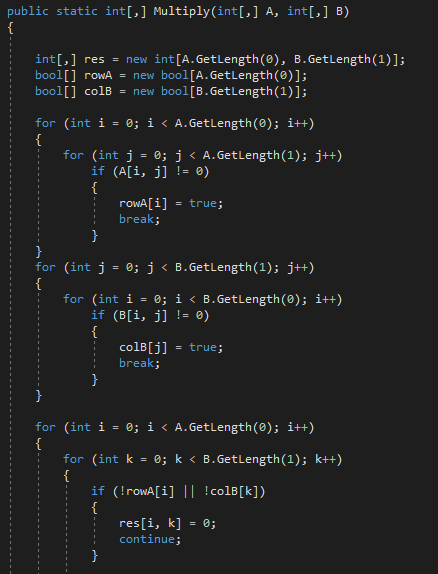 public static int[,] Multiply(int[,] A, int[,] B)
{
int[,] res = new int[A.GetLength(0), B.GetLength(1)];
bool[] rowA = new bool[A.GetLength(0)];
bool[] colB = new bool[B.GetLength(1)];
for (int i = 0; i < A.GetLength(0); i++)
{
for (int j = 0; j < A.GetLength(1); j++)
if (A[i, j] != 0)
{
rowA[i] = true;
break;
}
}
for (int j = 0; j < B.GetLength(1); j++)
{
for (int i = 0; i < B.GetLength(0); i++)
if (B[i, j] != 0)
{
colB[j] = true;
break;
}
}
for (int i = 0; i < A.GetLength(0); i++)
{
for (int k = 0; k < B.GetLength(1); k++)
{
if (!rowA[i] || !colB[k])
{
res[i, k] = 0;
continue;
}